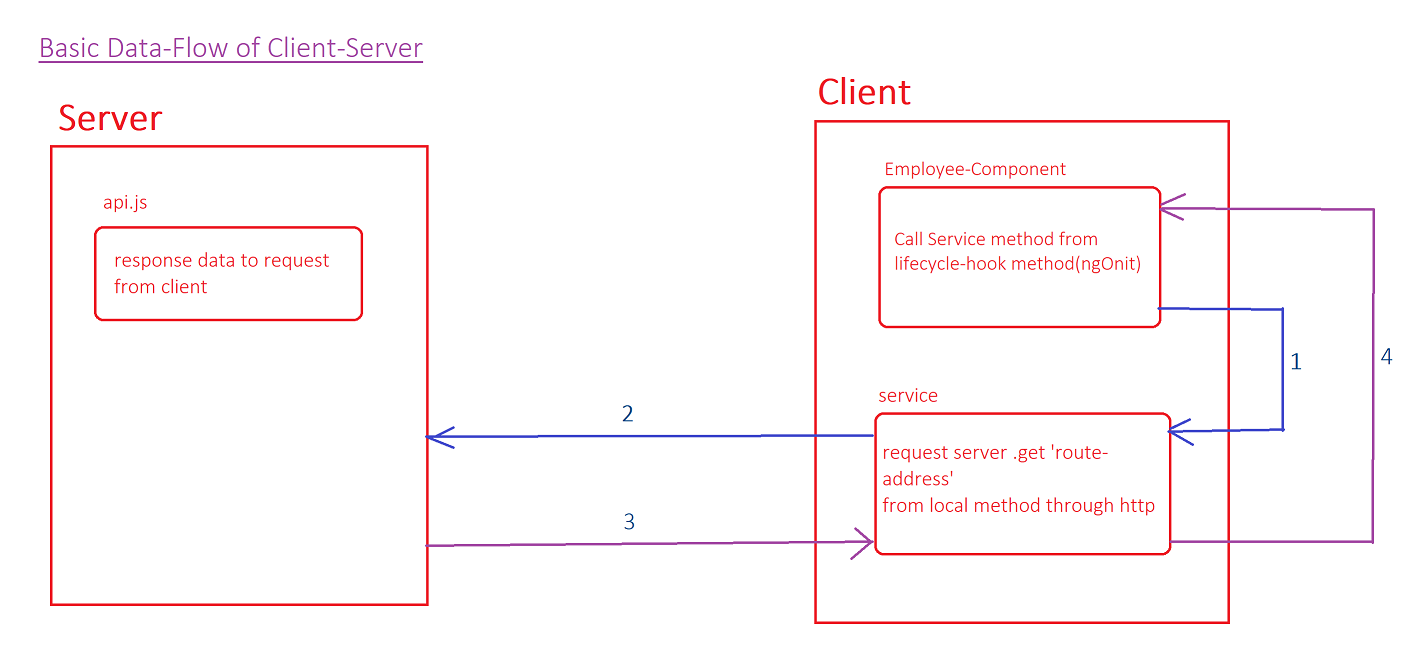 Basic Data-Flow of Client-Server
Server
api.js
response data to request
from client
Client
Employee-Component
Call Service method from
lifecycle-hook method(ngOnit)
1
4
service
request server .get 'route-
address'
from local method through http
2
3